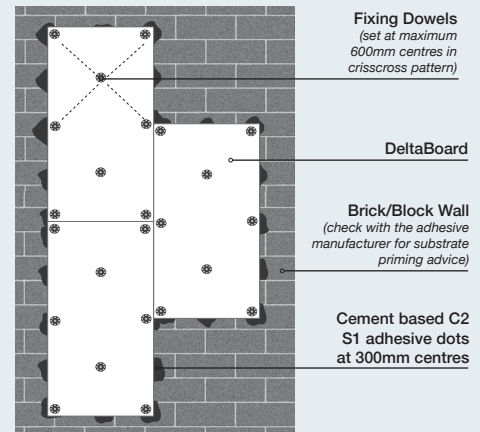 Fixing Dowels
(set at maximum
600mm centres in
crisscross pattern)
DeltaBoard
Brick/Block Wall
(check with the adhesive
manufacturer for substrate
priming advice)
Cement based C2
S1 adhesive dots
at 300mm centres